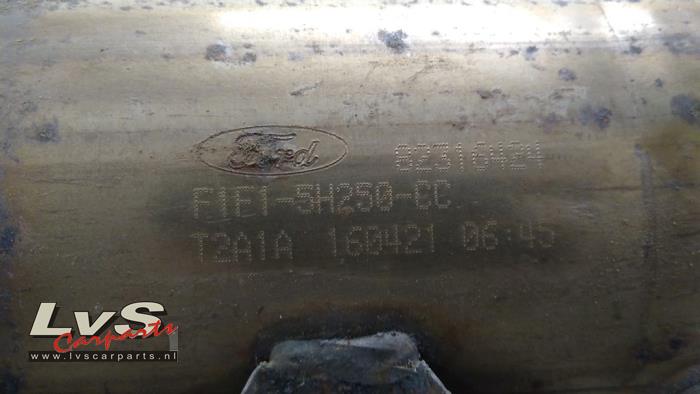 Ford 82316424
F1F1-5H250-CC
T2A1A 160421 06:45
LvS
Carparts
www.lvscarparts.nl